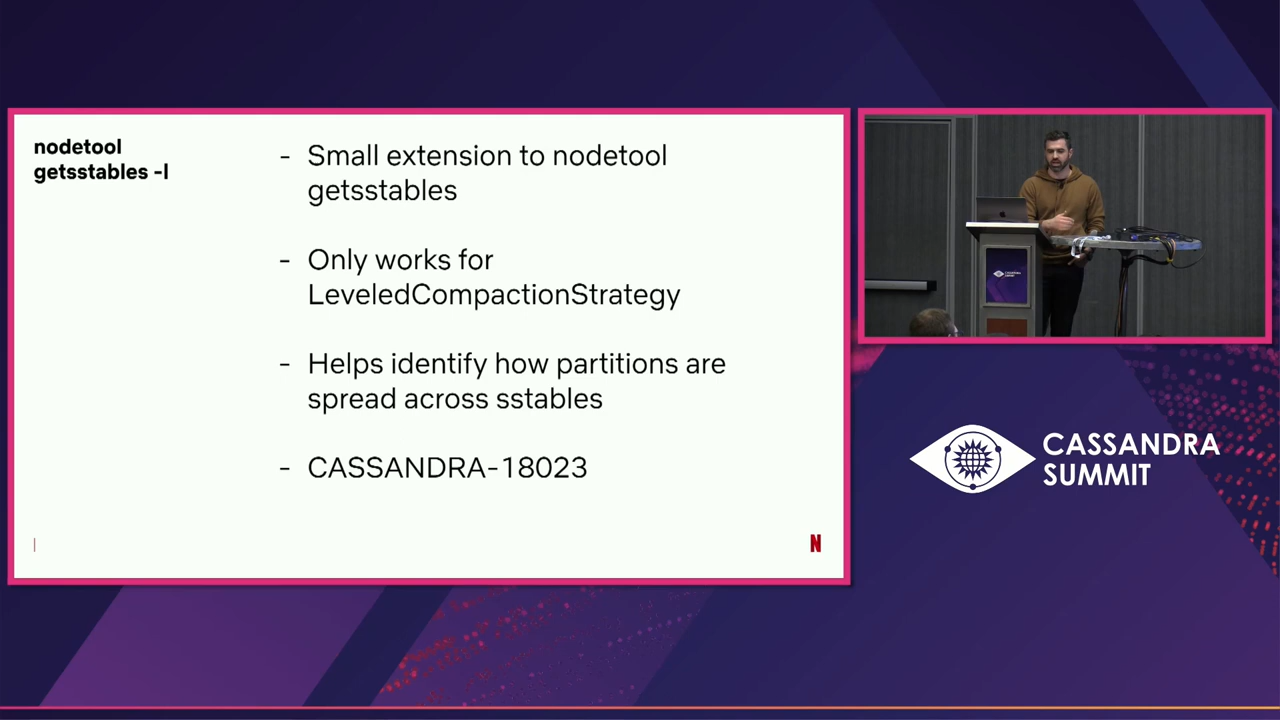 nodetool
getsstables -l
- Small extension to nodetool
getsstables
- Only works for
LeveledCompactionStrategy
- Helps identify how partitions are
spread across sstables
- CASSANDRA-18023
N
CASSANDRA
SUMMIT